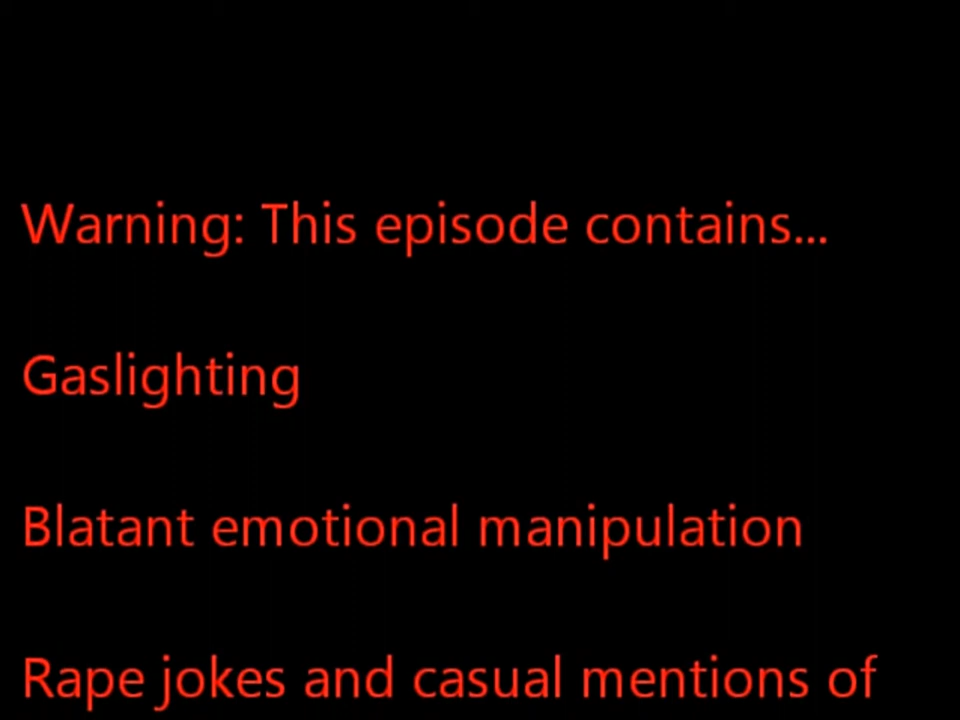 Warning: This episode contains...
Gaslighting
Blatant emotional manipulation
Rape jokes and casual mentions of